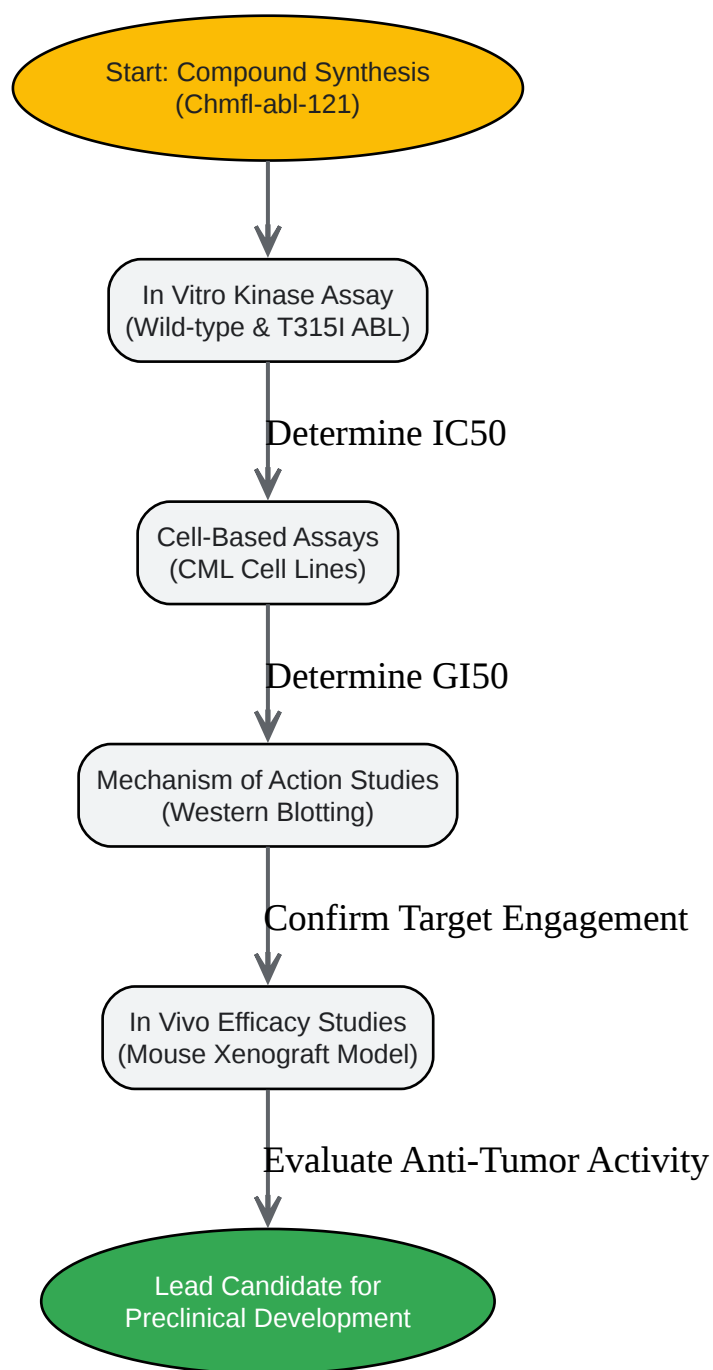 Start: Compound Synthesis
(Chmfl-abl-121)
In Vitro Kinase Assay
(Wild-type & T315I ABL)
Determine IC50
Cell-Based Assays
(CML Cell Lines)
Determine GI50
Mechanism of Action Studies
(Western Blotting)
Confirm Target Engagement
In Vivo Efficacy Studies
(Mouse Xenograft Model)
Evaluate Anti-Tumor Activity
Lead Candidate for
Preclinical Development